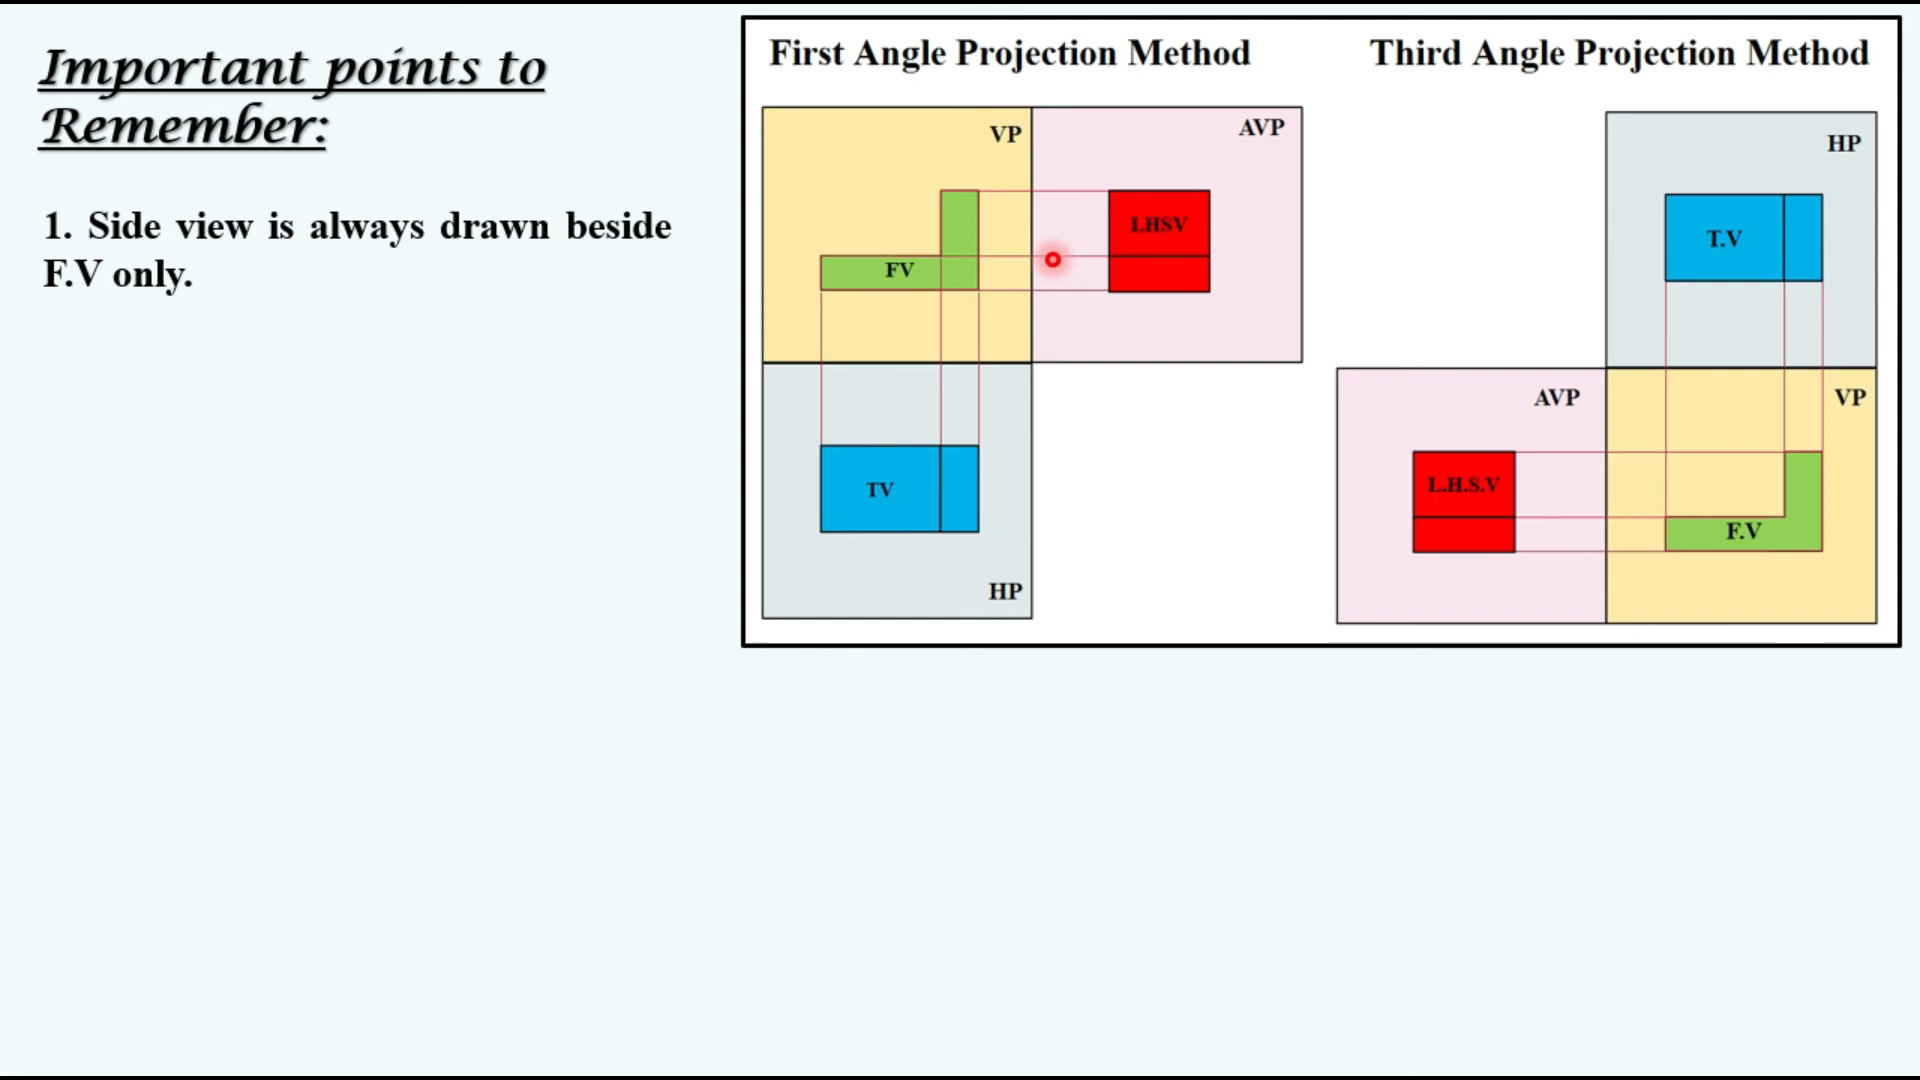 Important points to
Remember:
1. Side view is always drawn beside
F.V only.
First Angle Projection Method
Third Angle Projection Method
VP
AVP
LHSV
FV
TV
HP
HP
T.V
AVP
VP
L.H.S.V
F.V